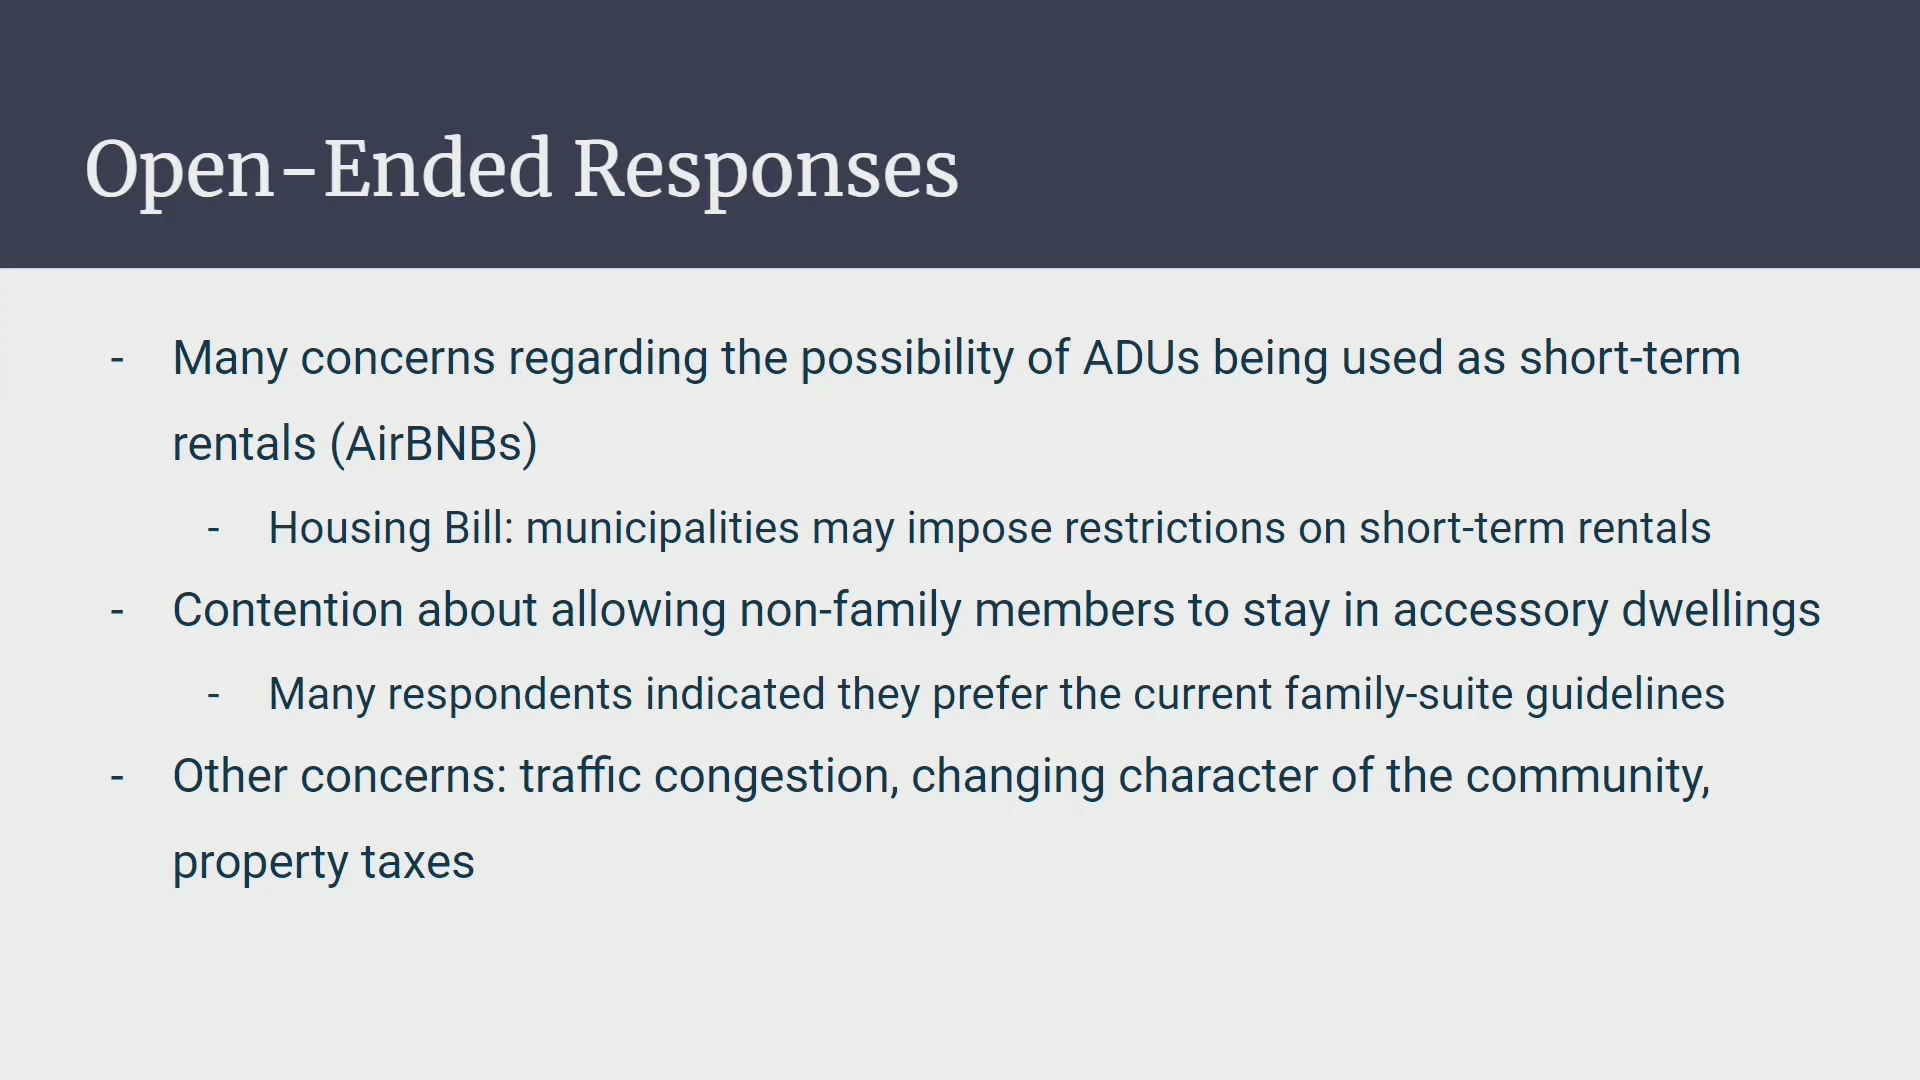 Open-Ended Responses
- Many concerns regarding the possibility of ADUs being used as short-term
rentals (AirBNBs)
- Housing Bill: municipalities may impose restrictions on short-term rentals
- Contention about allowing non-family members to stay in accessory dwellings
- Many respondents indicated they prefer the current family-suite guidelines
- Other concerns: traffic congestion, changing character of the community,
property taxes